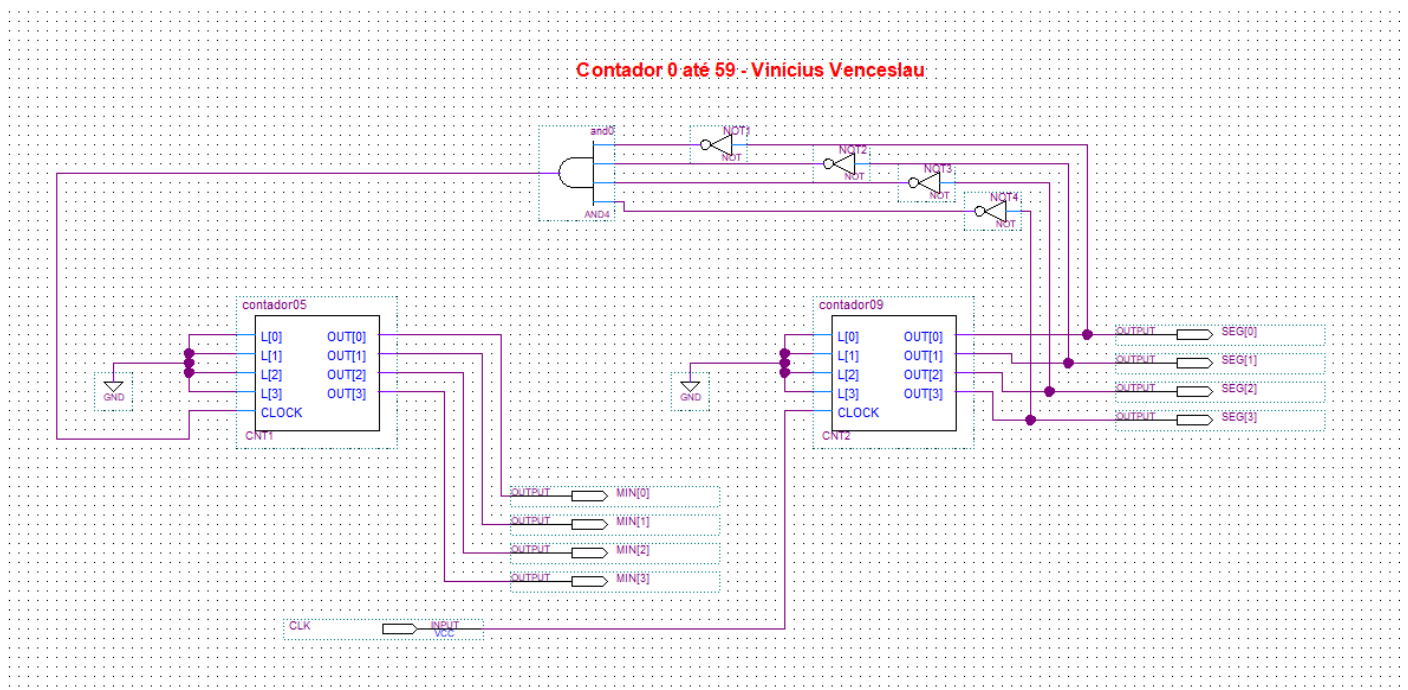 Contador 0 até 59 - Vinícius Venceslau
and0
AND4
NOT1
NOT
NOT2
NOT
NOT3
NOT
NOT4
NOT
contador05
L[0] OUT[0]
L[1] OUT[1]
L[2] OUT[2]
L[3] OUT[3]
CLOCK
CNT1
GND
contador09
L[0] OUT[0]
L[1] OUT[1]
L[2] OUT[2]
L[3] OUT[3]
CLOCK
CNT2
GND
OUTPUT SEG[0]
OUTPUT SEG[1]
OUTPUT SEG[2]
OUTPUT SEG[3]
OUTPUT MIN[0]
OUTPUT MIN[1]
OUTPUT MIN[2]
OUTPUT MIN[3]
CLK INPUT
VCC